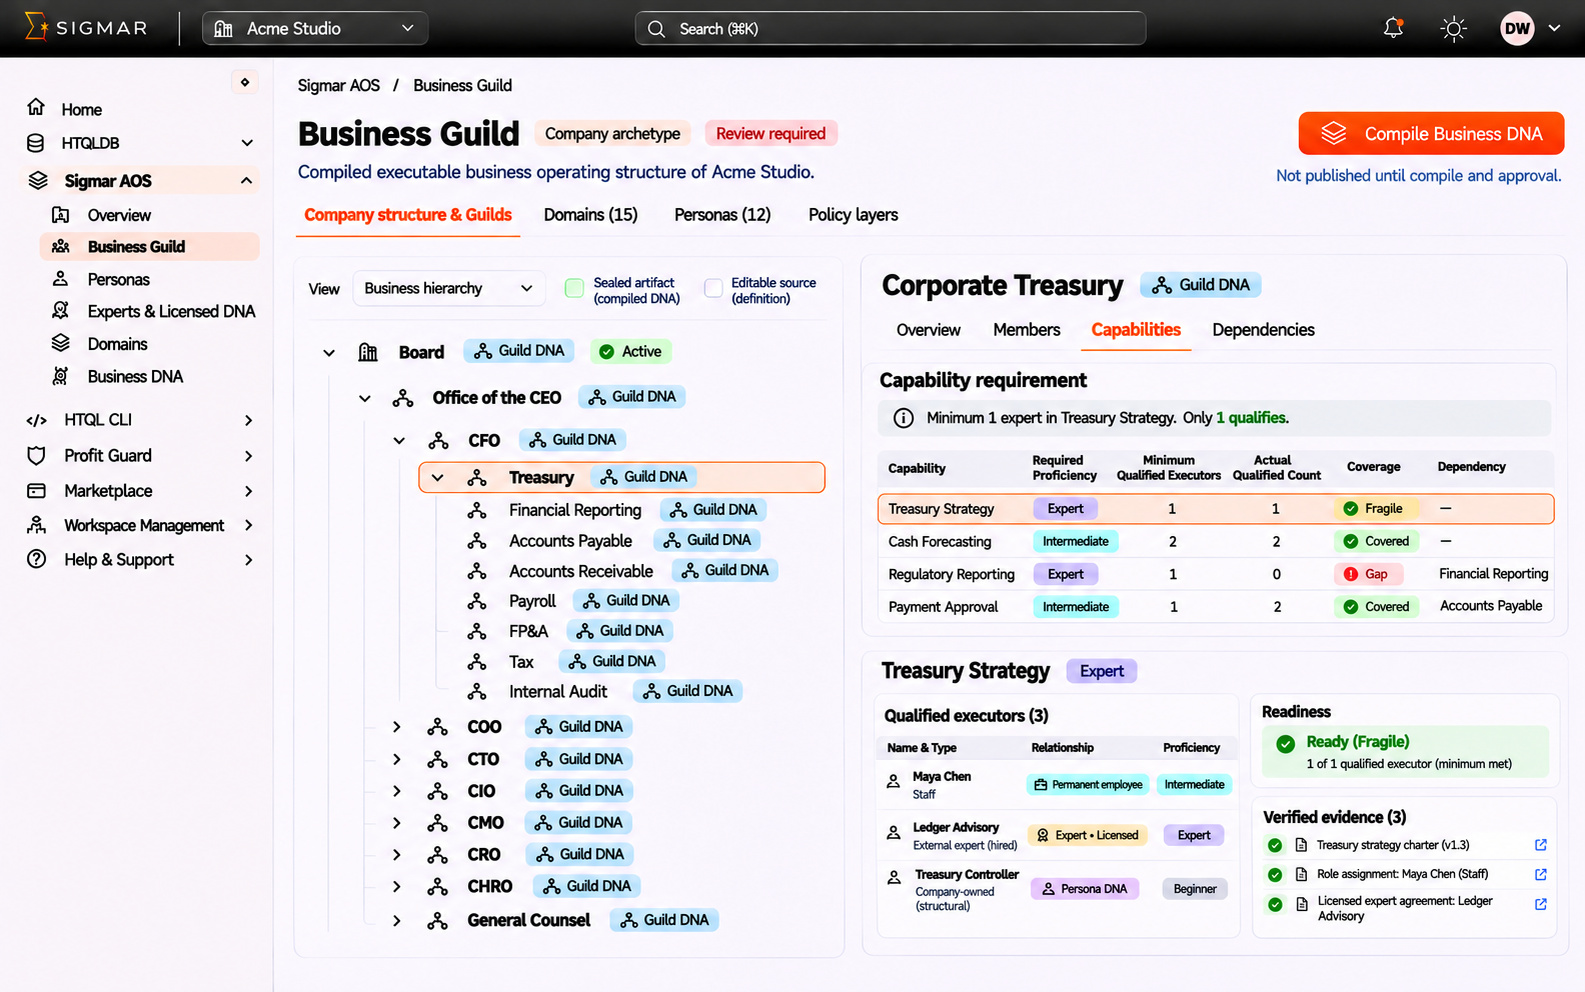 SIGMAR
Acme Studio
Search (⌘K)
DW
Home
HTQLDB
Sigmar AOS
Overview
Business Guild
Personas
Experts & Licensed DNA
Domains
Business DNA
HTQL CLI
Profit Guard
Marketplace
Workspace Management
Help & Support
Sigmar AOS / Business Guild
Business Guild Company archetype Review required
Compiled executable business operating structure of Acme Studio.
Compile Business DNA
Not published until compile and approval.
Company structure & Guilds Domains (15) Personas (12) Policy layers
View Business hierarchy
Sealed artifact
(compiled DNA)
Editable source
(definition)
Board Guild DNA Active
Office of the CEO Guild DNA
CFO Guild DNA
Treasury Guild DNA
Financial Reporting Guild DNA
Accounts Payable Guild DNA
Accounts Receivable Guild DNA
Payroll Guild DNA
FP&A Guild DNA
Tax Guild DNA
Internal Audit Guild DNA
COO Guild DNA
CTO Guild DNA
CIO Guild DNA
CMO Guild DNA
CRO Guild DNA
CHRO Guild DNA
General Counsel Guild DNA
Corporate Treasury Guild DNA
Overview Members Capabilities Dependencies
Capability requirement
Minimum 1 expert in Treasury Strategy. Only 1 qualifies.
Capability
Required
Proficiency
Minimum
Qualified Executors
Actual
Qualified Count
Coverage
Dependency
Treasury Strategy Expert 1 1 Fragile —
Cash Forecasting Intermediate 2 2 Covered —
Regulatory Reporting Expert 1 0 Gap Financial Reporting
Payment Approval Intermediate 1 2 Covered Accounts Payable
Treasury Strategy Expert
Qualified executors (3)
Name & Type Relationship Proficiency
Maya Chen
Staff
Permanent employee Intermediate
Ledger Advisory
External expert (hired)
Expert • Licensed Expert
Treasury Controller
Company-owned
(structural)
Persona DNA Beginner
Readiness
Ready (Fragile)
1 of 1 qualified executor (minimum met)
Verified evidence (3)
Treasury strategy charter (v1.3)
Role assignment: Maya Chen (Staff)
Licensed expert agreement: Ledger
Advisory